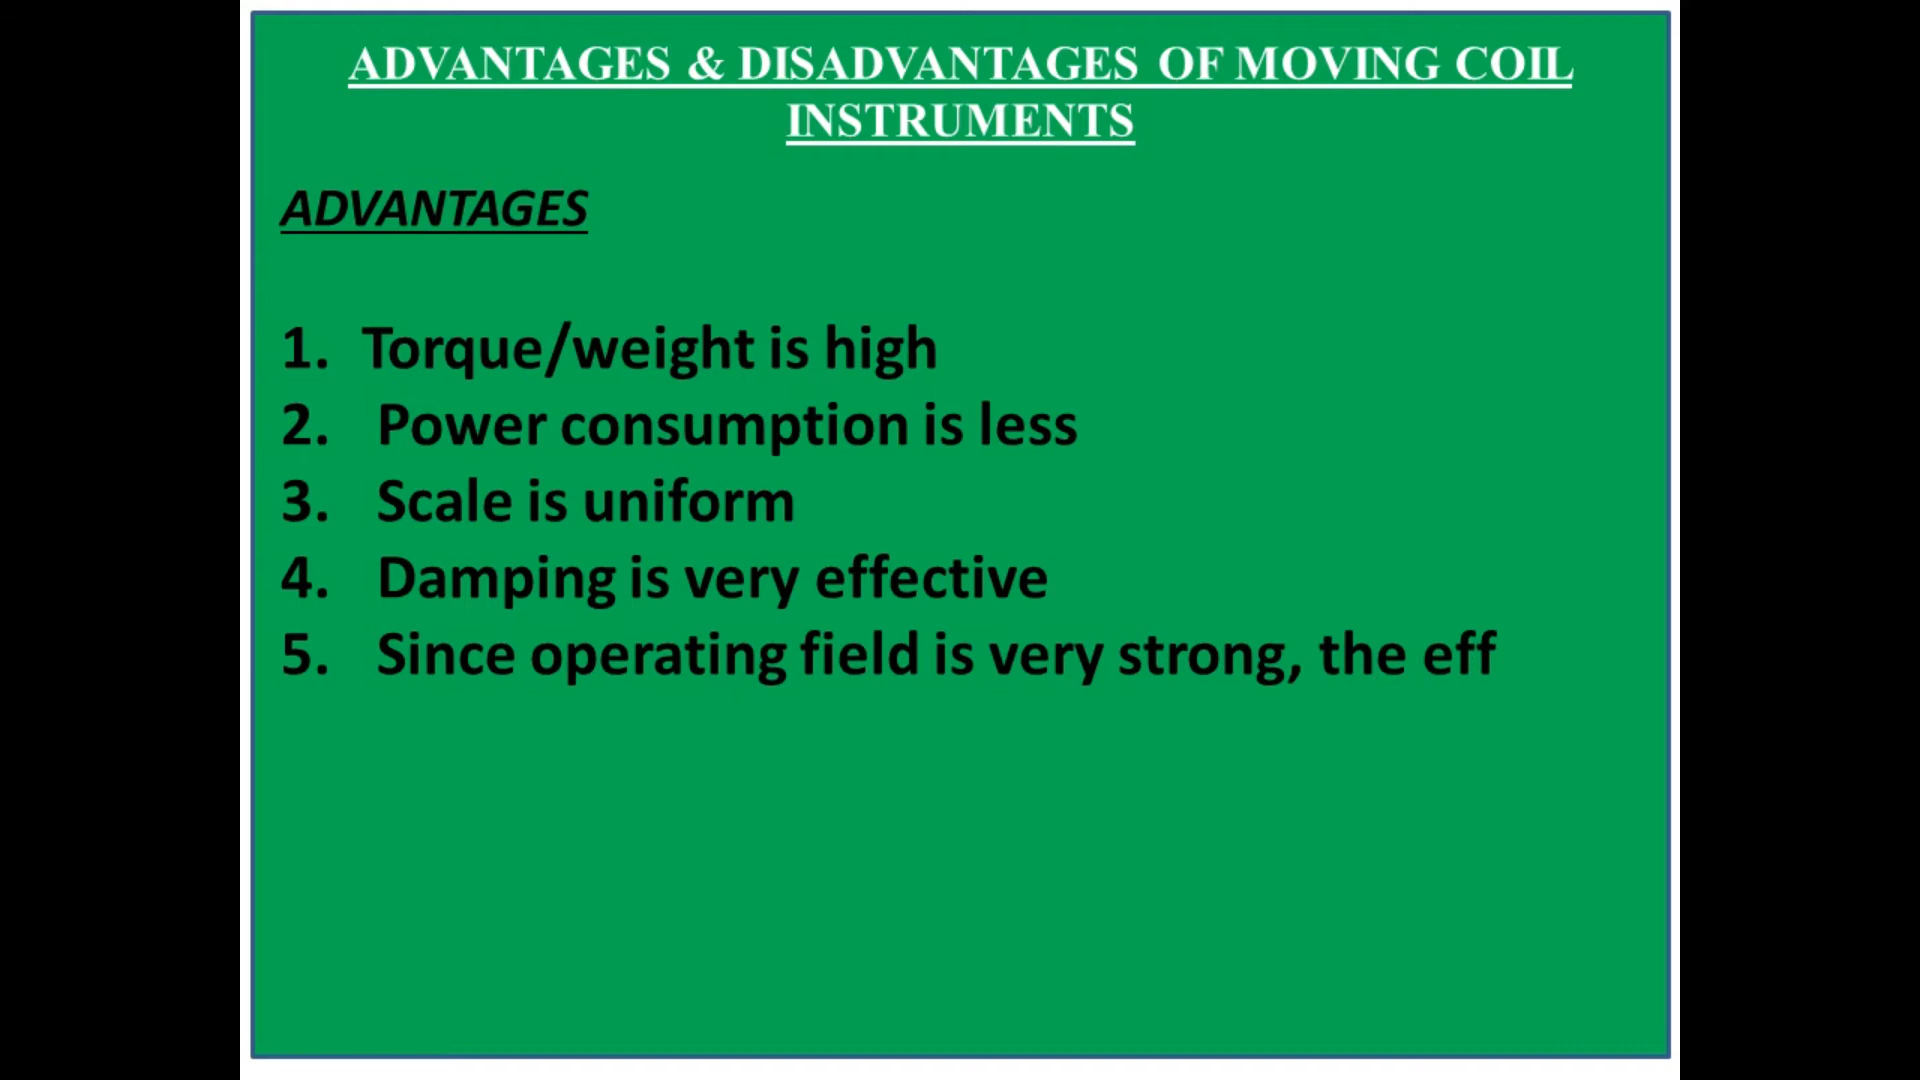 ADVANTAGES & DISADVANTAGES OF MOVING COIL
INSTRUMENTS
ADVANTAGES
1. Torque/weight is high
2. Power consumption is less
3. Scale is uniform
4. Damping is very effective
5. Since operating field is very strong, the eff